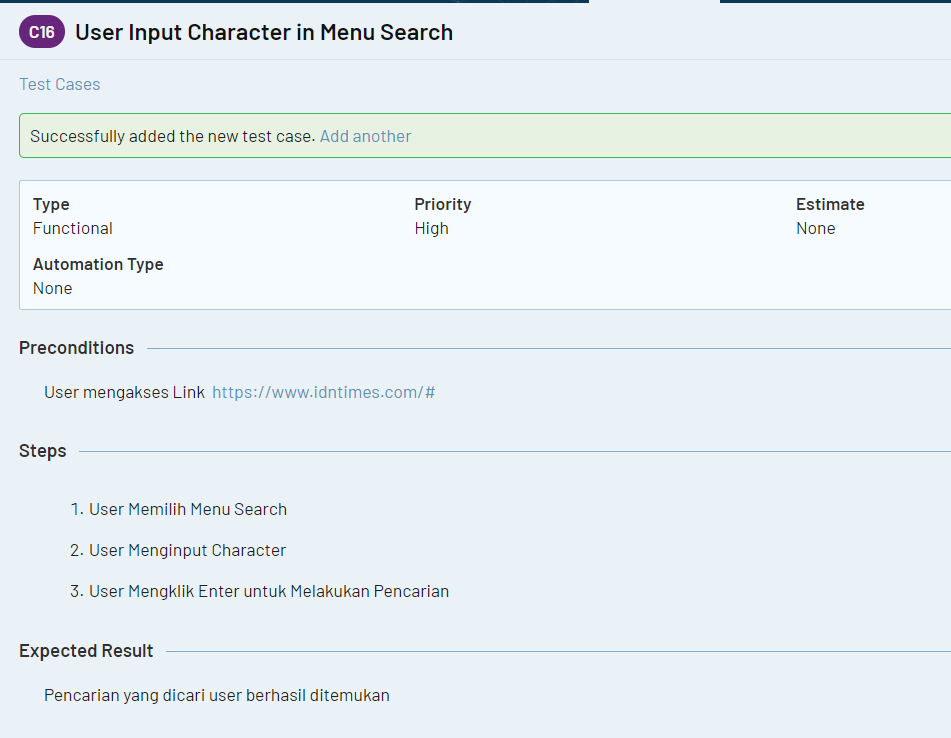 C16 User Input Character in Menu Search
Test Cases
Successfully added the new test case. Add another
Type Priority Estimate
Functional High None
Automation Type
None
Preconditions
User mengakses Link https://www.idntimes.com/#
Steps
1. User Memilih Menu Search
2. User Menginput Character
3. User Mengklik Enter untuk Melakukan Pencarian
Expected Result
Pencarian yang dicari user berhasil ditemukan